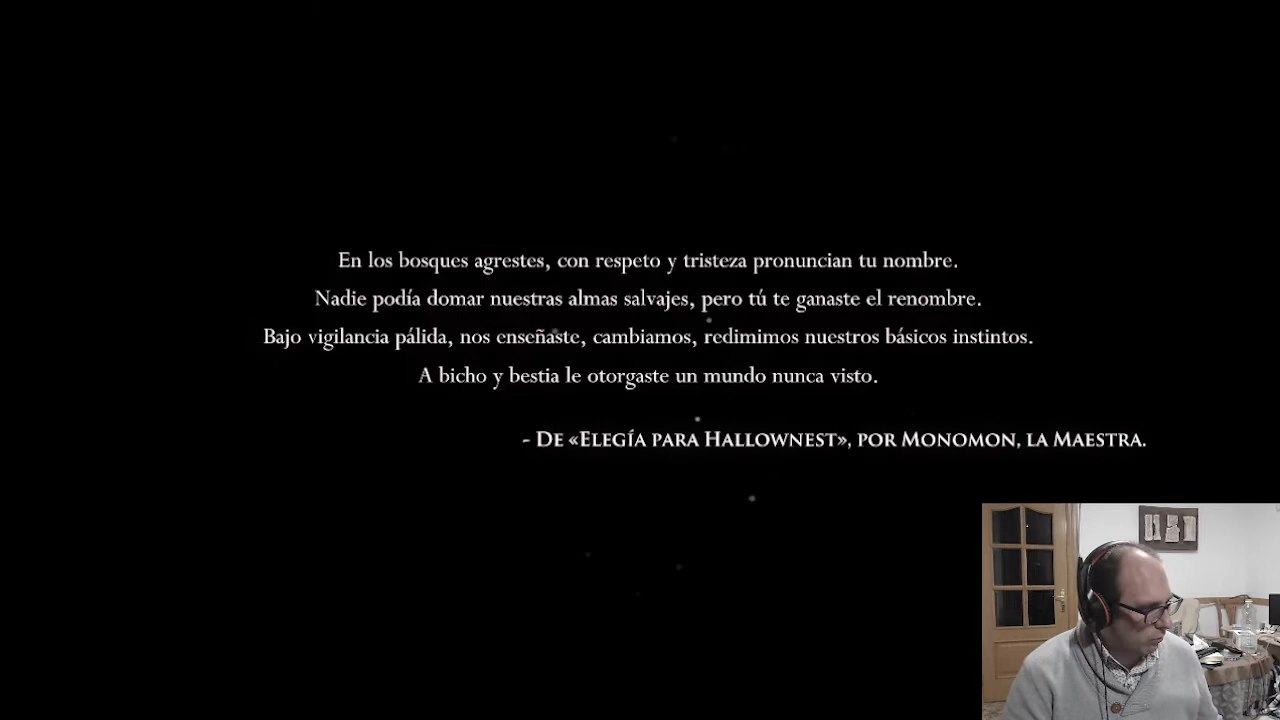 En los bosques agrestes, con respeto y tristeza pronuncian tu nombre.
Nadie podía domar nuestras almas salvajes, pero tú te ganaste el renombre.
Bajo vigilancia pálida, nos enseñaste, cambiamos, redimimos nuestros básicos instintos.
A bicho y bestia le otorgaste un mundo nunca visto.
- De «Elegía para Hallownest», por Monomon, la Maestra.